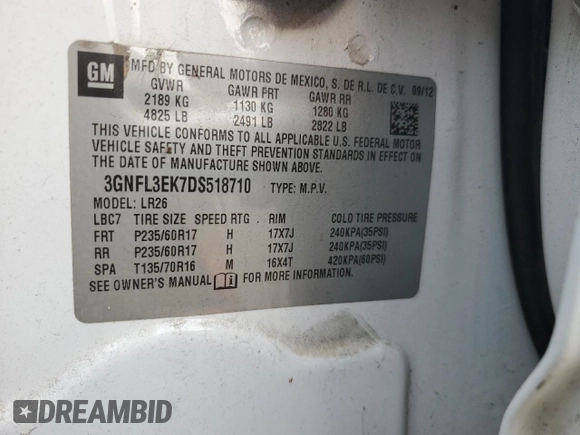 GM
MFD BY GENERAL MOTORS DE MEXICO, S. DE R.L. DE C.V. 09/12
GVWR GAWR FRT GAWR RR
2189 KG 1130 KG 1280 KG
4825 LB 2491 LB 2822 LB
THIS VEHICLE CONFORMS TO ALL APPLICABLE U.S. FEDERAL MOTOR
VEHICLE SAFETY AND THEFT PREVENTION STANDARDS IN EFFECT ON
THE DATE OF MANUFACTURE SHOWN ABOVE.
3GNFL3EK7DS518710 TYPE: M.P.V.
MODEL: LR26
LBC7 TIRE SIZE SPEED RTG . RIM COLD TIRE PRESSURE
FRT P235/60R17 H 17X7J 240KPA(35PSI)
RR P235/60R17 H 17X7J 240KPA(35PSI)
SPA T135/70R16 M 16X4T 420KPA(60PSI)
SEE OWNER'S MANUAL i FOR MORE INFORMATION.
DREAMBID